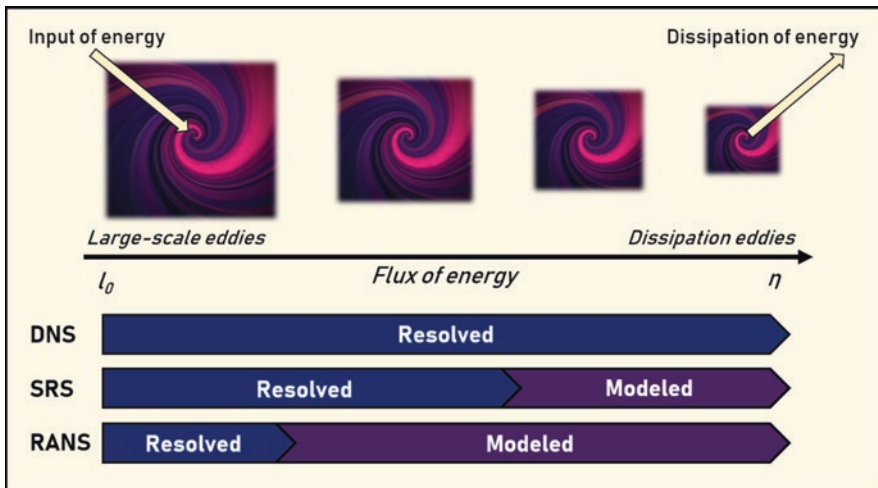 Input of energy
Dissipation of energy
Large-scale eddies
Dissipation eddies
l₀
Flux of energy
η
DNS
Resolved
SRS
Resolved
Modeled
RANS
Resolved
Modeled